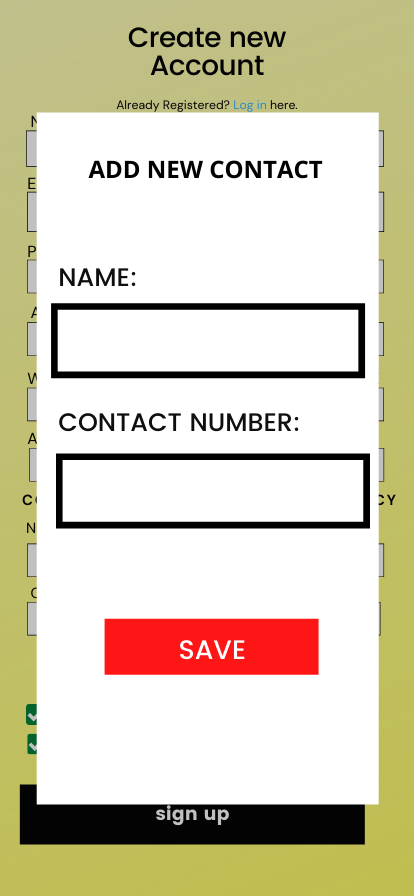 Create new
Account
Already Registered? Log in here.
ADD NEW CONTACT
NAME:
CONTACT NUMBER:
SAVE
sign up